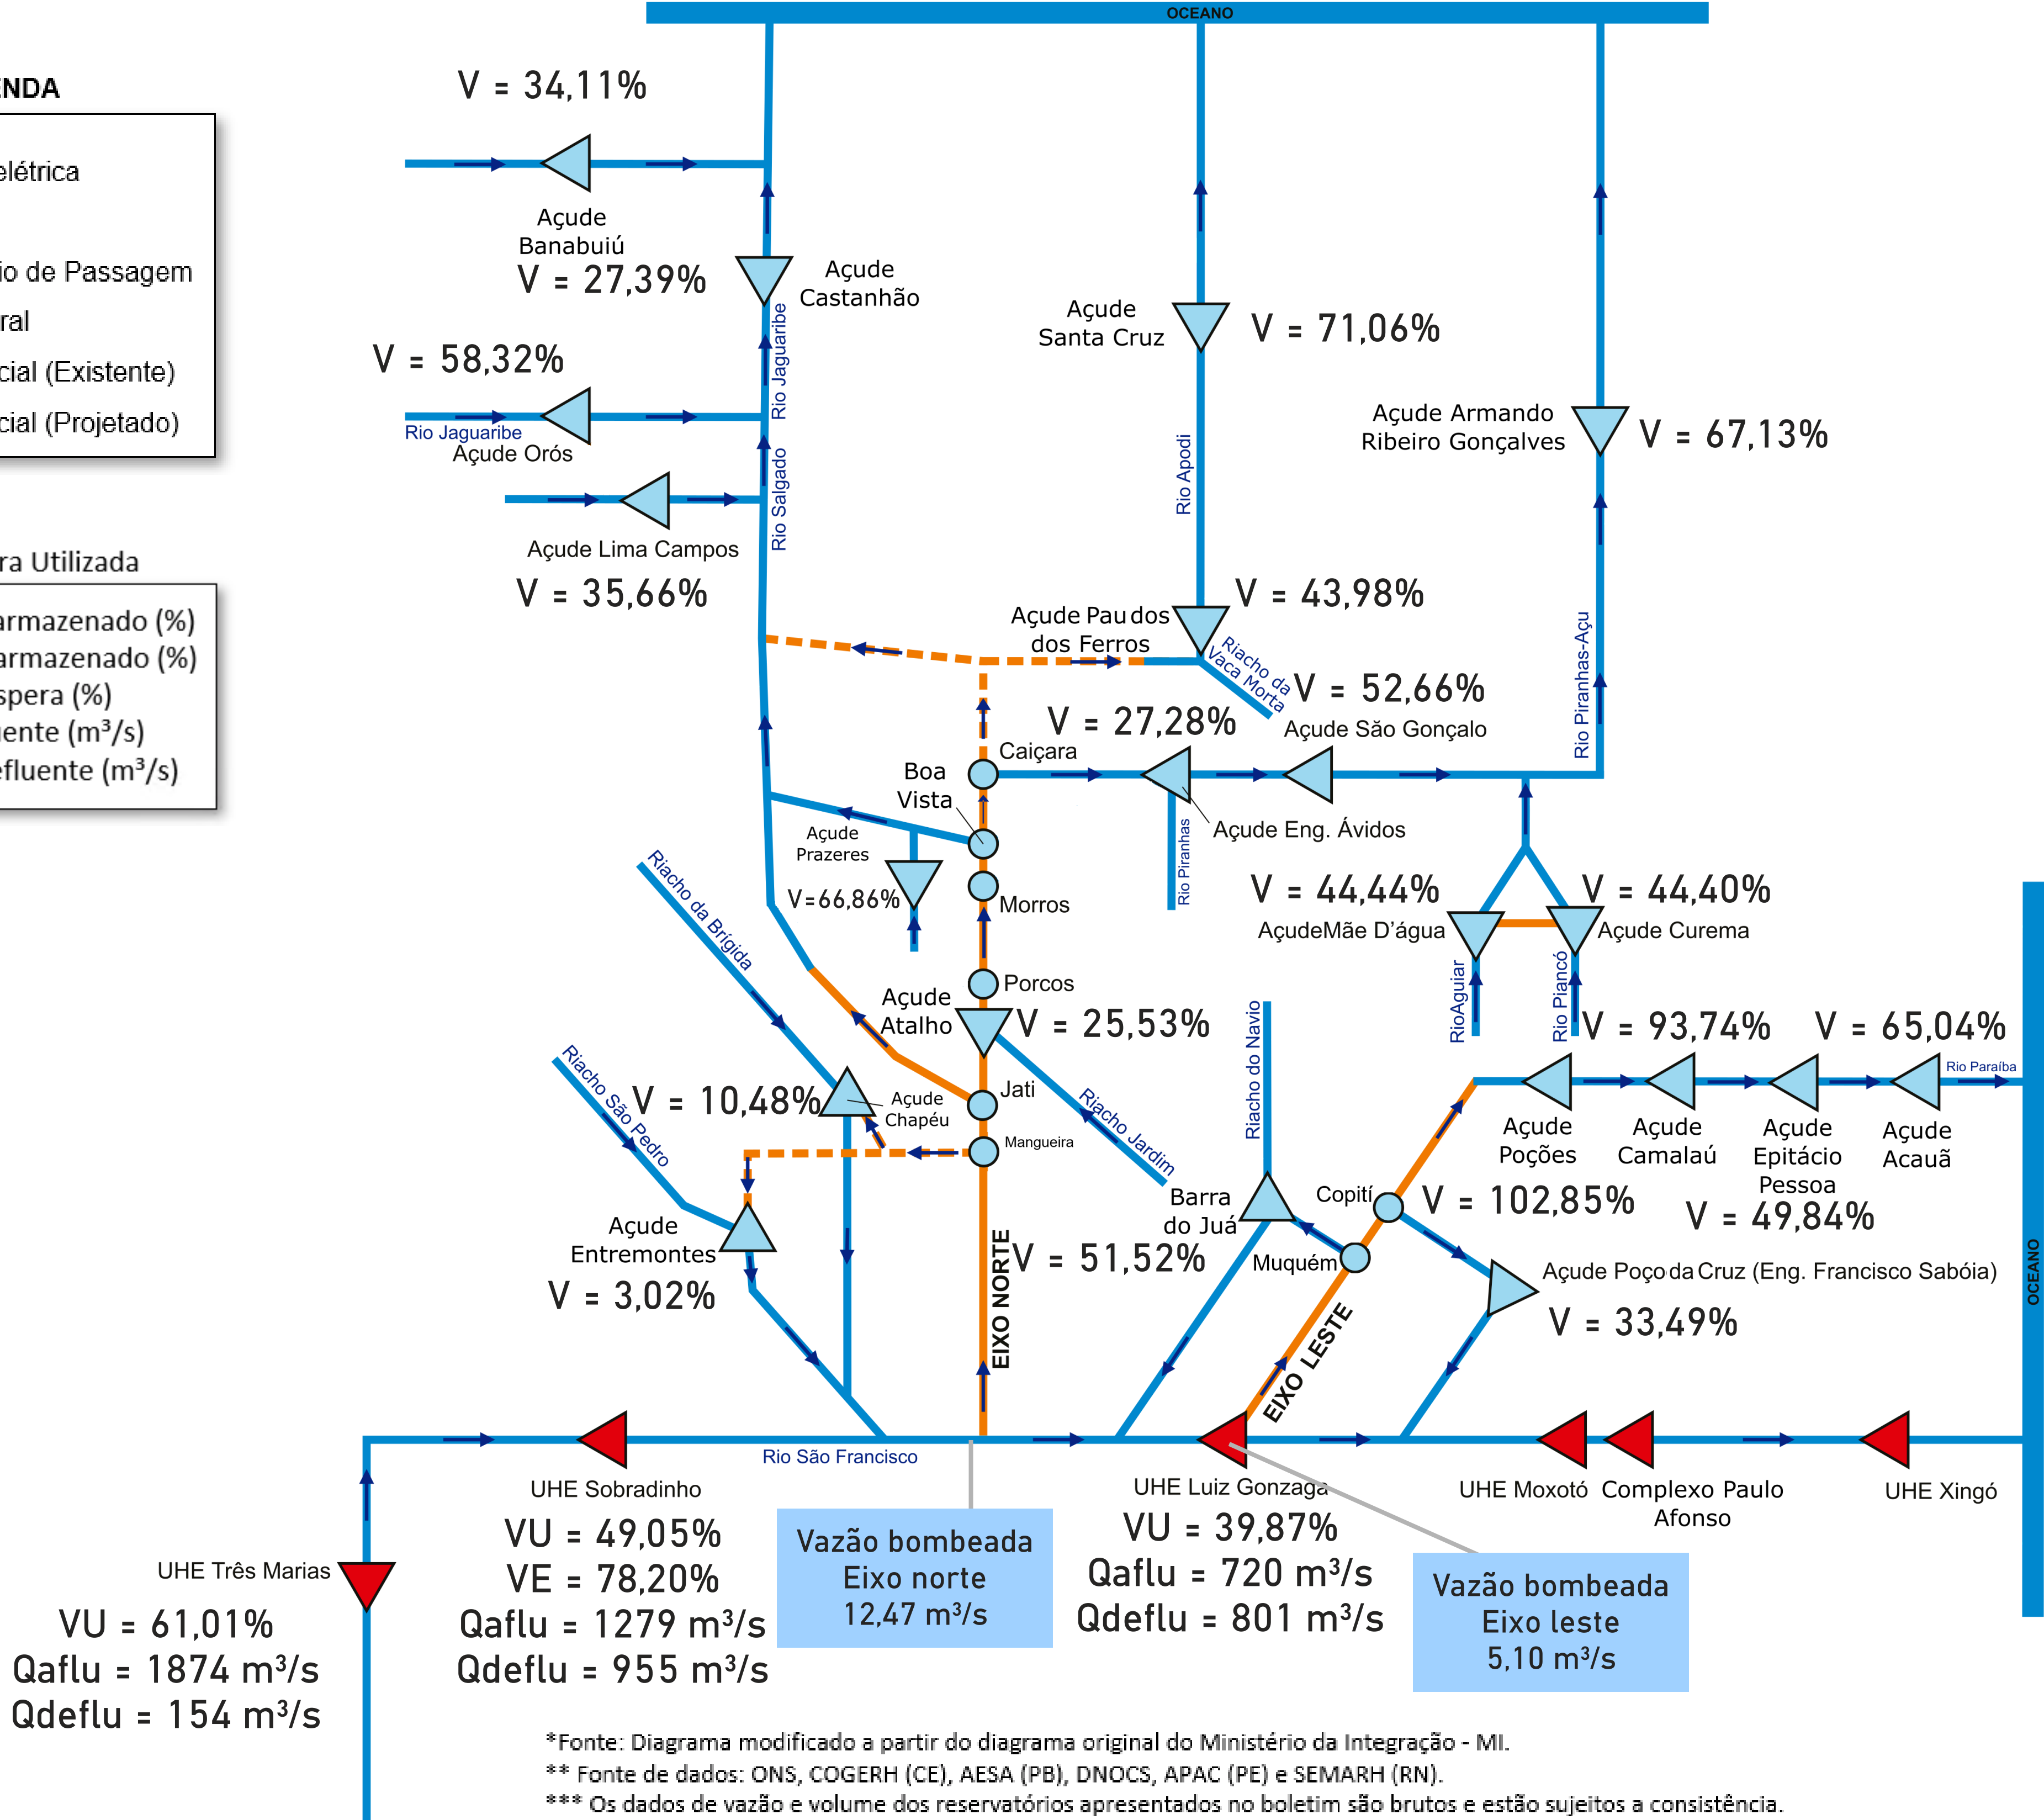 OCEANO
ENDA
elétrica
io de Passagem
ral
cial (Existente)
cial (Projetado)
ra Utilizada
armazenado (%)
armazenado (%)
spera (%)
uente (m³/s)
efluente (m³/s)
V = 34,11%
Açude
Banabuiú
V = 27,39%
Açude
Castanhão
Rio Jaguaribe
V = 58,32%
Rio Jaguaribe
Açude Orós
Rio Salgado
Açude Lima Campos
V = 35,66%
Açude
Santa Cruz
V = 71,06%
Rio Apodi
Açude Armando
Ribeiro Gonçalves
V = 67,13%
Rio Piranhas-Açu
Açude Pau dos
dos Ferros
V = 43,98%
Riacho da
Vaca Morta
V = 52,66%
Açude São Gonçalo
V = 27,28%
Caiçara
Boa
Vista
Açude Eng. Ávidos
Rio Piranhas
Açude
Prazeres
V=66,86%
Morros
V = 44,44%
AçudeMãe D'água
V = 44,40%
Açude Curema
RioAguiar
Rio Piancó
Riacho da Brígida
Porcos
Açude
Atalho
V = 25,53%
Riacho São Pedro
V = 10,48%
Açude
Chapéu
Jati
Mangueira
Riacho Jardim
Riacho do Navio
V = 93,74%
V = 65,04%
Rio Paraíba
Açude
Poções
Açude
Camalaú
Açude
Epitácio
Pessoa
Açude
Acauã
V = 102,85%
V = 49,84%
Barra
do Juá
Copití
Muquém
V = 51,52%
Açude
Entremontes
V = 3,02%
EIXO NORTE
EIXO LESTE
Açude Poço da Cruz (Eng. Francisco Sabóia)
V = 33,49%
OCEANO
Rio São Francisco
UHE Sobradinho
VU = 49,05%
VE = 78,20%
Qaflu = 1279 m³/s
Qdeflu = 955 m³/s
Vazão bombeada
Eixo norte
12,47 m³/s
UHE Luiz Gonzaga
VU = 39,87%
Qaflu = 720 m³/s
Qdeflu = 801 m³/s
Vazão bombeada
Eixo leste
5,10 m³/s
UHE Moxotó
Complexo Paulo
Afonso
UHE Xingó
UHE Três Marias
VU = 61,01%
Qaflu = 1874 m³/s
Qdeflu = 154 m³/s
*Fonte: Diagrama modificado a partir do diagrama original do Ministério da Integração - MI.
** Fonte de dados: ONS, COGERH (CE), AESA (PB), DNOCS, APAC (PE) e SEMARH (RN).
*** Os dados de vazão e volume dos reservatórios apresentados no boletim são brutos e estão sujeitos a consistência.